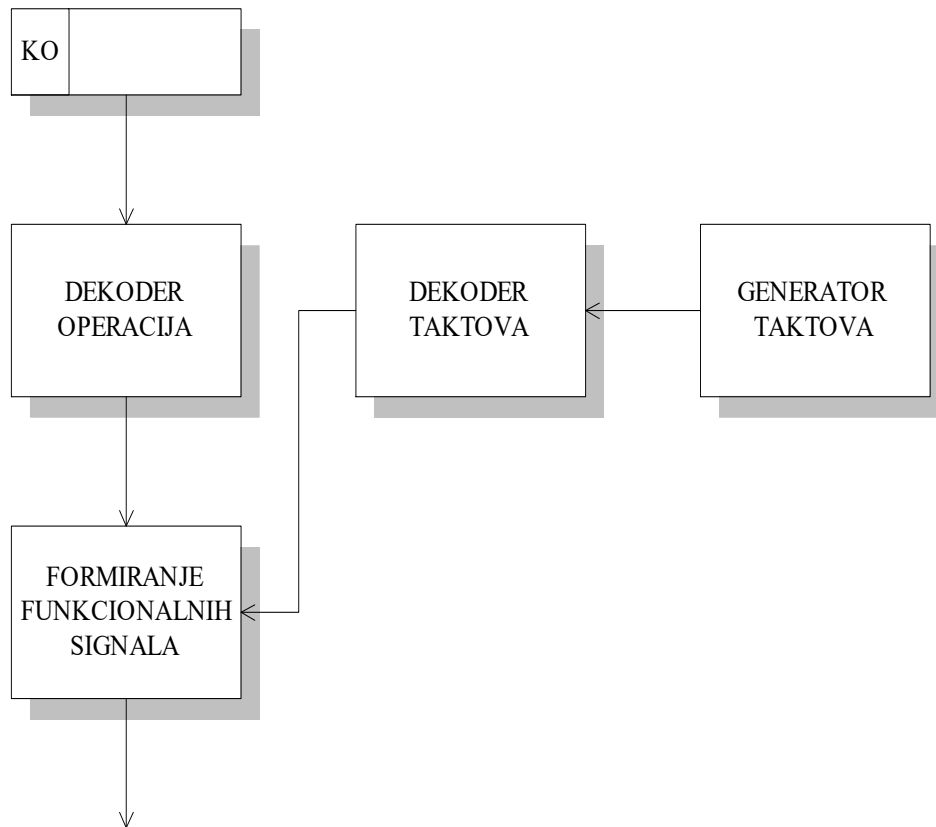 KO
DEKODER
OPERACIJA
DEKODER
TAKTOVA
GENERATOR
TAKTOVA
FORMIRANJE
FUNKCIONALNIH
SIGNALA